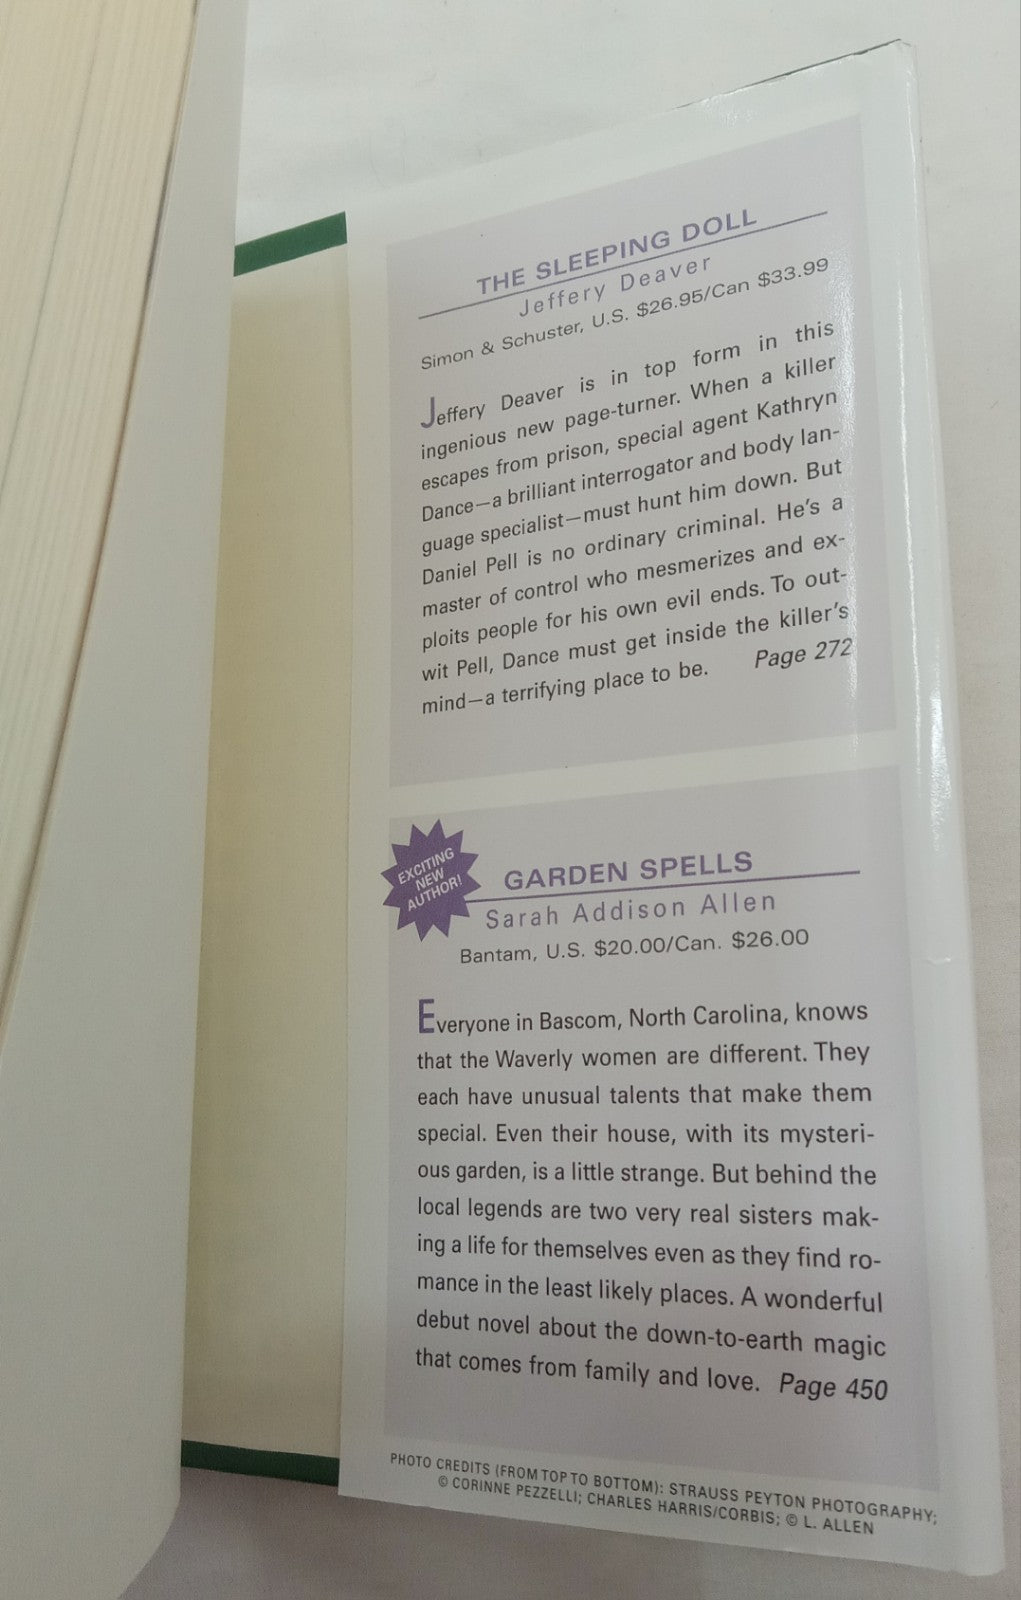 THE SLEEPING DOLL
Jeffery Deaver
Simon & Schuster, U.S. $26.95/Can $33.99
Jeffery Deaver is in top form in this
ingenious new page-turner. When a killer
escapes from prison, special agent Kathryn
Dance—a brilliant interrogator and body lan-
guage specialist—must hunt him down. But
Daniel Pell is no ordinary criminal. He's a
master of control who mesmerizes and ex-
ploits people for his own evil ends. To out-
wit Pell, Dance must get inside the killer's
mind—a terrifying place to be. Page 272
EXCITING
NEW
AUTHOR!
GARDEN SPELLS
Sarah Addison Allen
Bantam, U.S. $20.00/Can. $26.00
Everyone in Bascom, North Carolina, knows
that the Waverly women are different. They
each have unusual talents that make them
special. Even their house, with its mysteri-
ous garden, is a little strange. But behind the
local legends are two very real sisters mak-
ing a life for themselves even as they find ro-
mance in the least likely places. A wonderful
debut novel about the down-to-earth magic
that comes from family and love. Page 450
PHOTO CREDITS (FROM TOP TO BOTTOM): STRAUSS PEYTON PHOTOGRAPHY;
© CORINNE PEZZELLI; CHARLES HARRIS/CORBIS; © L. ALLEN